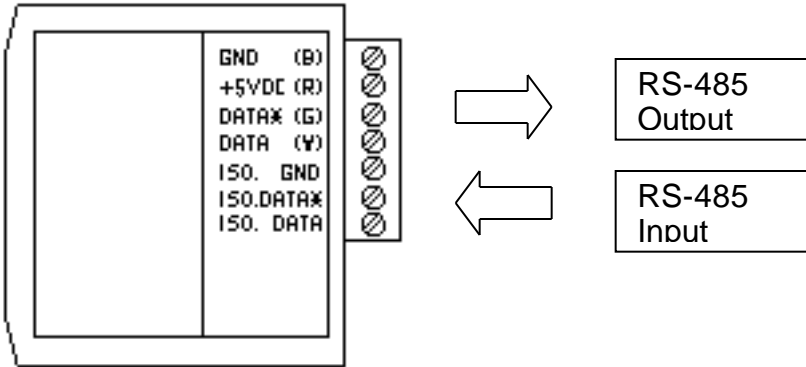 GND (B)
+5VDC (R)
DATA* (G)
DATA (Y)
ISO. GND
ISO.DATA*
ISO. DATA
RS-485
Output
RS-485
Input